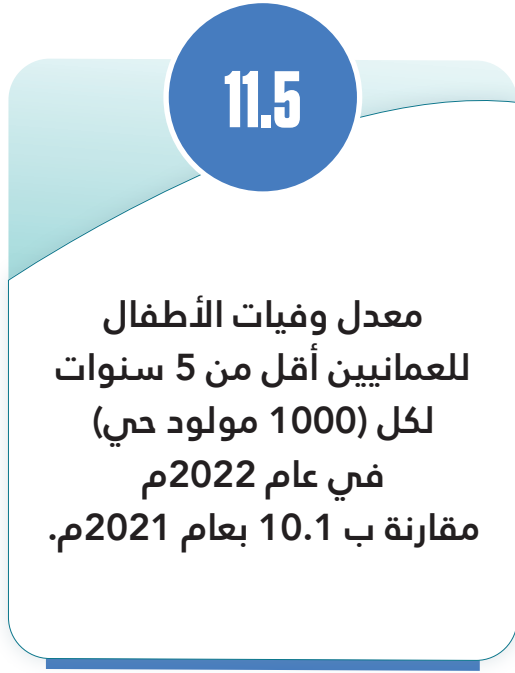 11.5
معدل وفيات الأطفال
للعمانيين أقل من 5 سنوات
لكل (1000 مولود حي)
في عام 2022م
مقارنة ب 10.1 بعام 2021م.